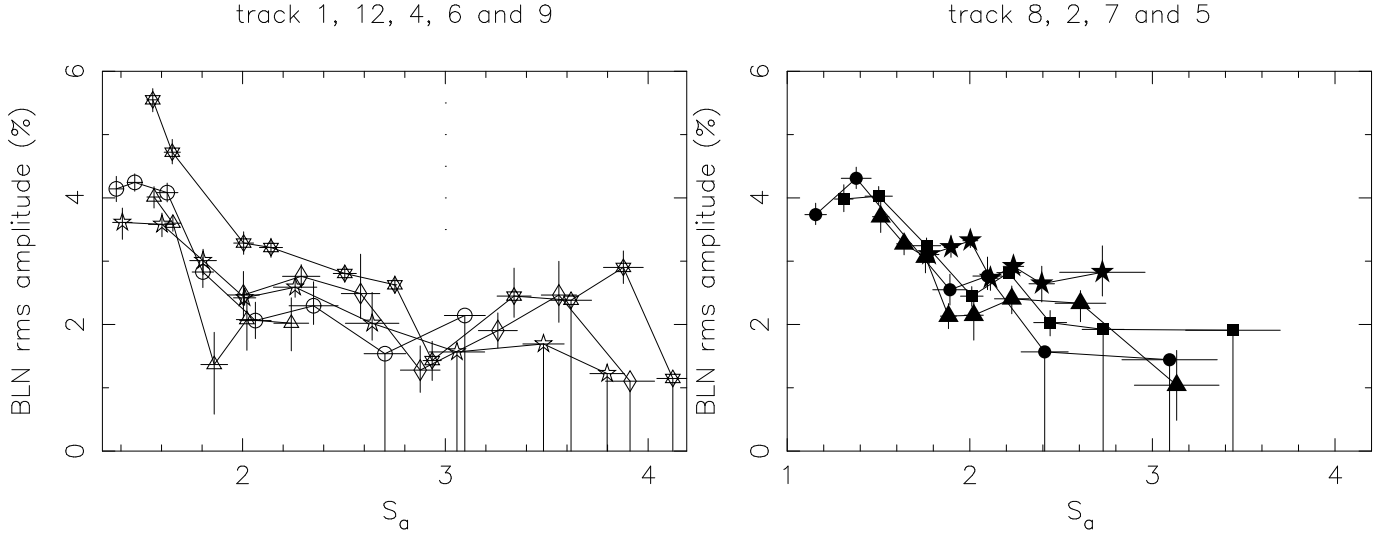 track 1, 12, 4, 6 and 9
track 8, 2, 7 and 5
BLN rms amplitude (%)
0
2
4
6
2
3
4
S_a
BLN rms amplitude (%)
0
2
4
6
1
2
3
4
S_a